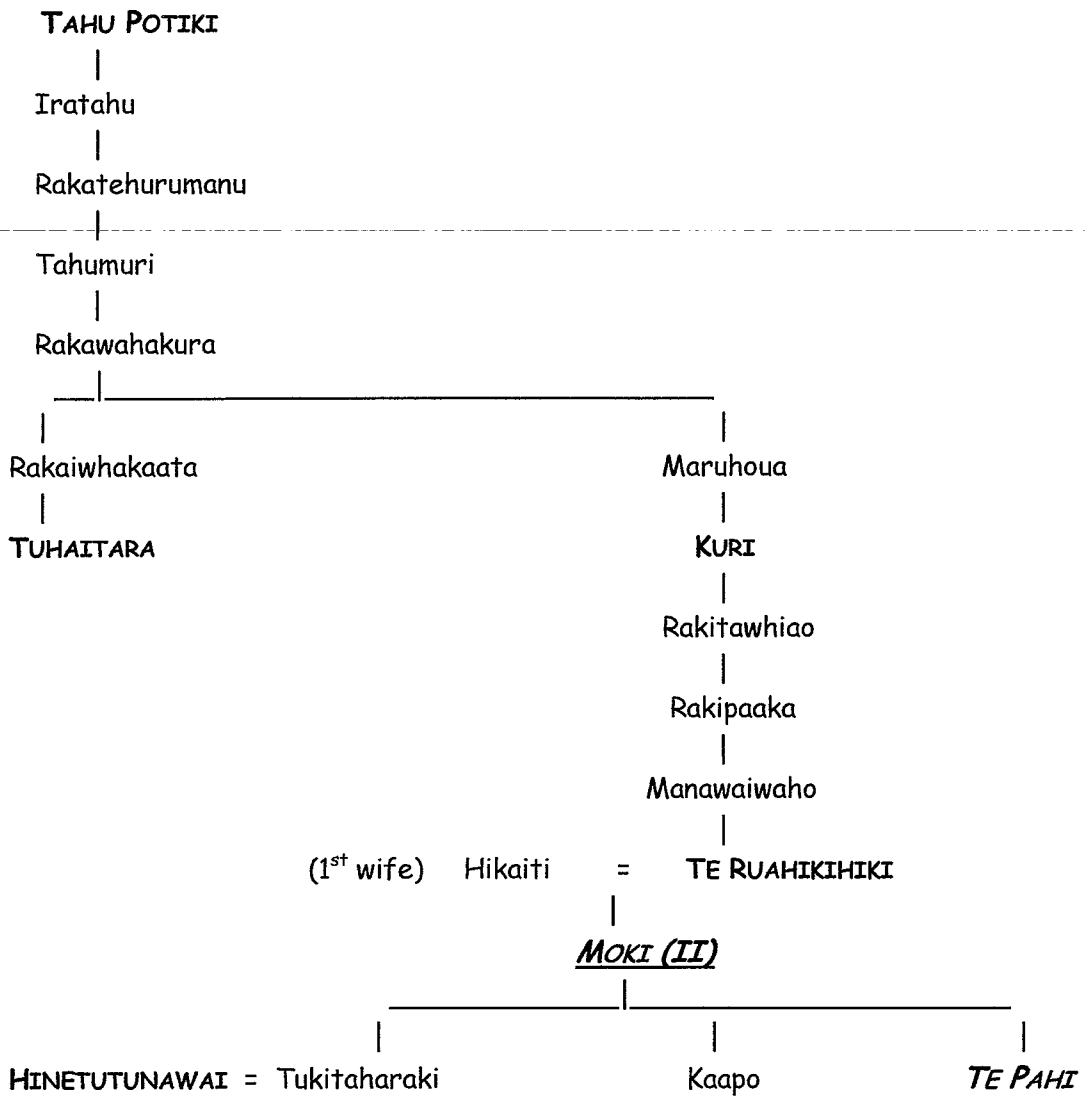 TAHU POTIKI
Iratahu
Rakatehurumanu
Tahumuri
Rakawahakura
Rakaiwhakaata Maruhoua
TUHAITARA KURI
Rakitawhiao
Rakipaaka
Manawaiwaho
(1st wife) Hikaiti = TE RUAHIKIHIKI
MOKI (II)
HINETUTUNAWAI = Tukitaharaki Kaapo TE PAHI